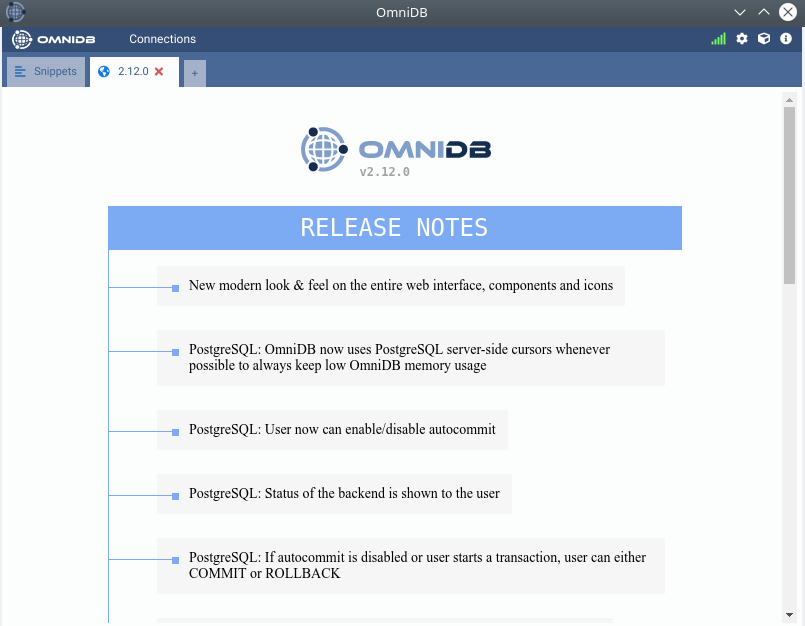 OmniDB
OMNIDB
Connections
Snippets
2.12.0
+
OMNIDB
v2.12.0
RELEASE NOTES
New modern look & feel on the entire web interface, components and icons
PostgreSQL: OmniDB now uses PostgreSQL server-side cursors whenever
possible to always keep low OmniDB memory usage
PostgreSQL: User now can enable/disable autocommit
PostgreSQL: Status of the backend is shown to the user
PostgreSQL: If autocommit is disabled or user starts a transaction, user can either
COMMIT or ROLLBACK